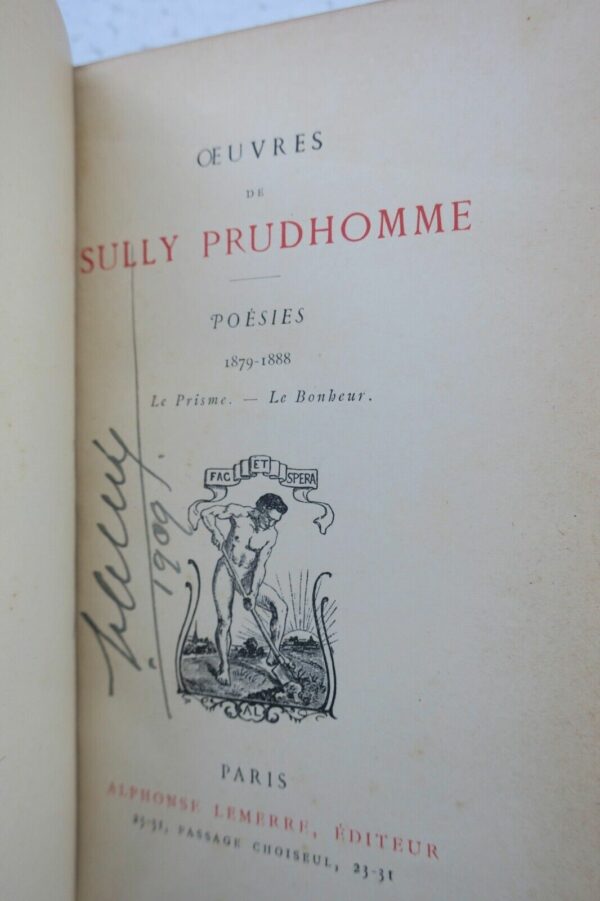 ŒUVRES
DE
SULLY PRUDHOMME
POÉSIES
1879-1888
Le Prisme. — Le Bonheur.
1909.
FAC ET SPERA
AL
PARIS
ALPHONSE LEMERRE, ÉDITEUR
23-31, PASSAGE CHOISEUL, 23-31